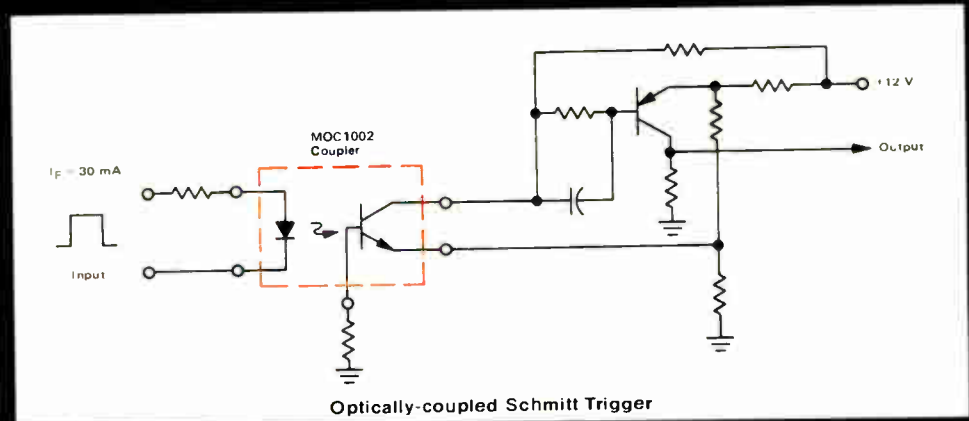 MOC1002
Coupler
I_F = 30 mA
Input
+12 V
Output
Optically-coupled Schmitt Trigger